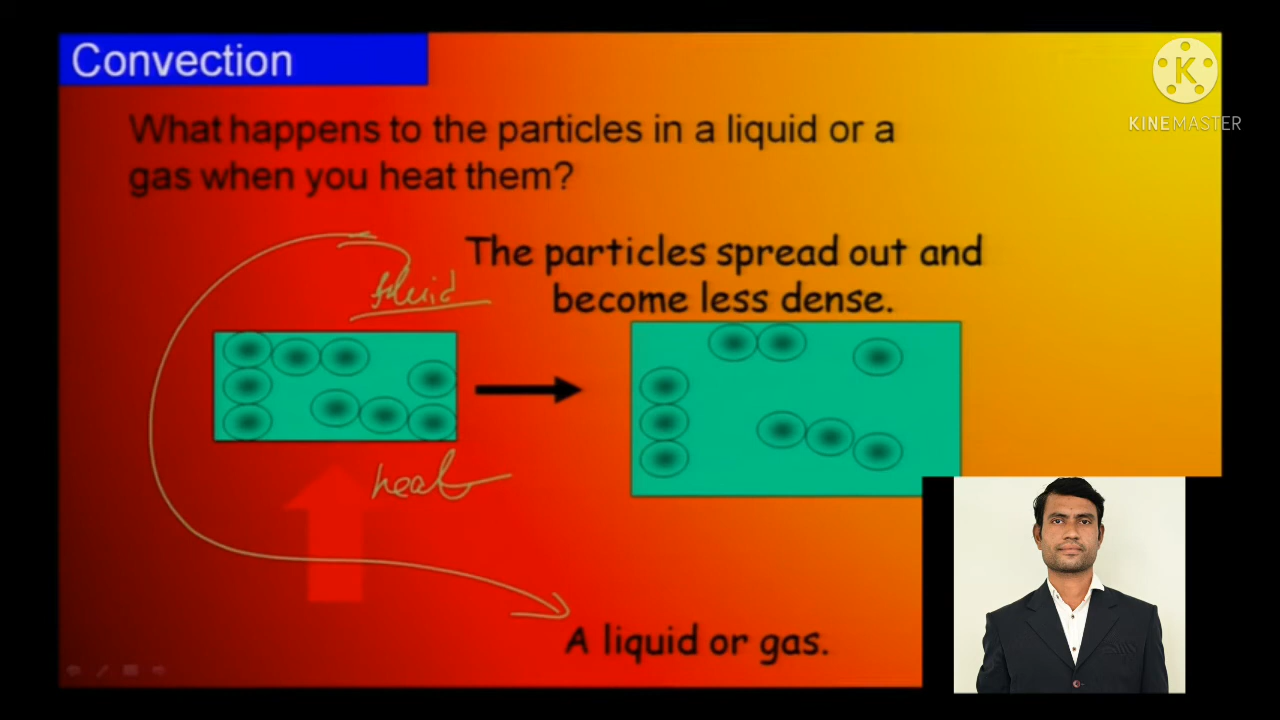 Convection
K
KINEMASTER
What happens to the particles in a liquid or a
gas when you heat them?
The particles spread out and
become less dense.
fluid
heat
A liquid or gas.